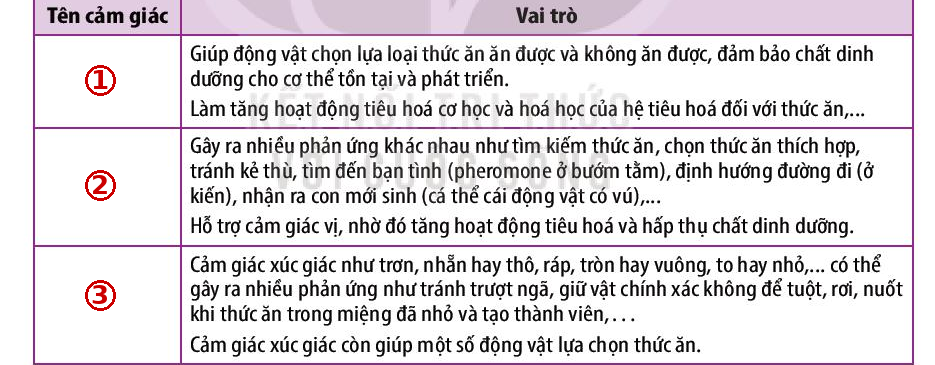 Tên cảm giác Vai trò
① Giúp động vật chọn lựa loại thức ăn ăn được và không ăn được, đảm bảo chất dinh
dưỡng cho cơ thể tồn tại và phát triển.
Làm tăng hoạt động tiêu hoá cơ học và hoá học của hệ tiêu hoá đối với thức ăn,...
② Gây ra nhiều phản ứng khác nhau như tìm kiếm thức ăn, chọn thức ăn thích hợp,
tránh kẻ thù, tìm đến bạn tình (pheromone ở bướm tằm), định hướng đường đi (ở
kiến), nhận ra con mới sinh (cá thể cái động vật có vú),...
Hỗ trợ cảm giác vị, nhờ đó tăng hoạt động tiêu hoá và hấp thụ chất dinh dưỡng.
③ Cảm giác xúc giác như trơn, nhẵn hay thô, ráp, tròn hay vuông, to hay nhỏ,... có thể
gây ra nhiều phản ứng như tránh trượt ngã, giữ vật chính xác không để tuột, rơi, nuốt
khi thức ăn trong miệng đã nhỏ và tạo thành viên,...
Cảm giác xúc giác còn giúp một số động vật lựa chọn thức ăn.
KẾT NỐI TRI THỨC
VỚI CUỘC SỐNG